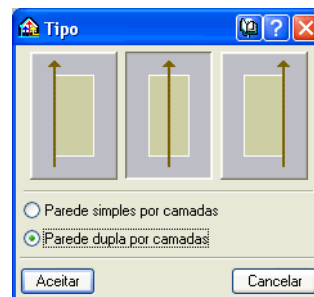 Tipo
Parede simples por camadas
Parede dupla por camadas
Aceitar
Cancelar